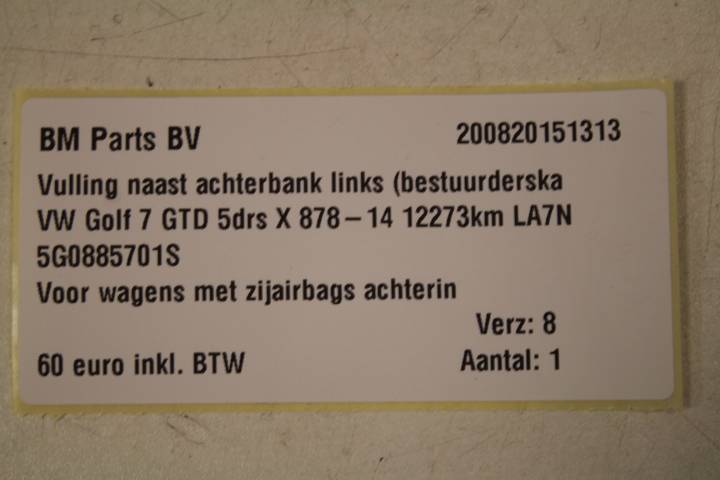 BM Parts BV 200820151313
Vulling naast achterbank links (bestuurderska
VW Golf 7 GTD 5drs X 878-14 12273km LA7N
5G0885701S
Voor wagens met zijairbags achterin
Verz: 8
60 euro inkl. BTW Aantal: 1